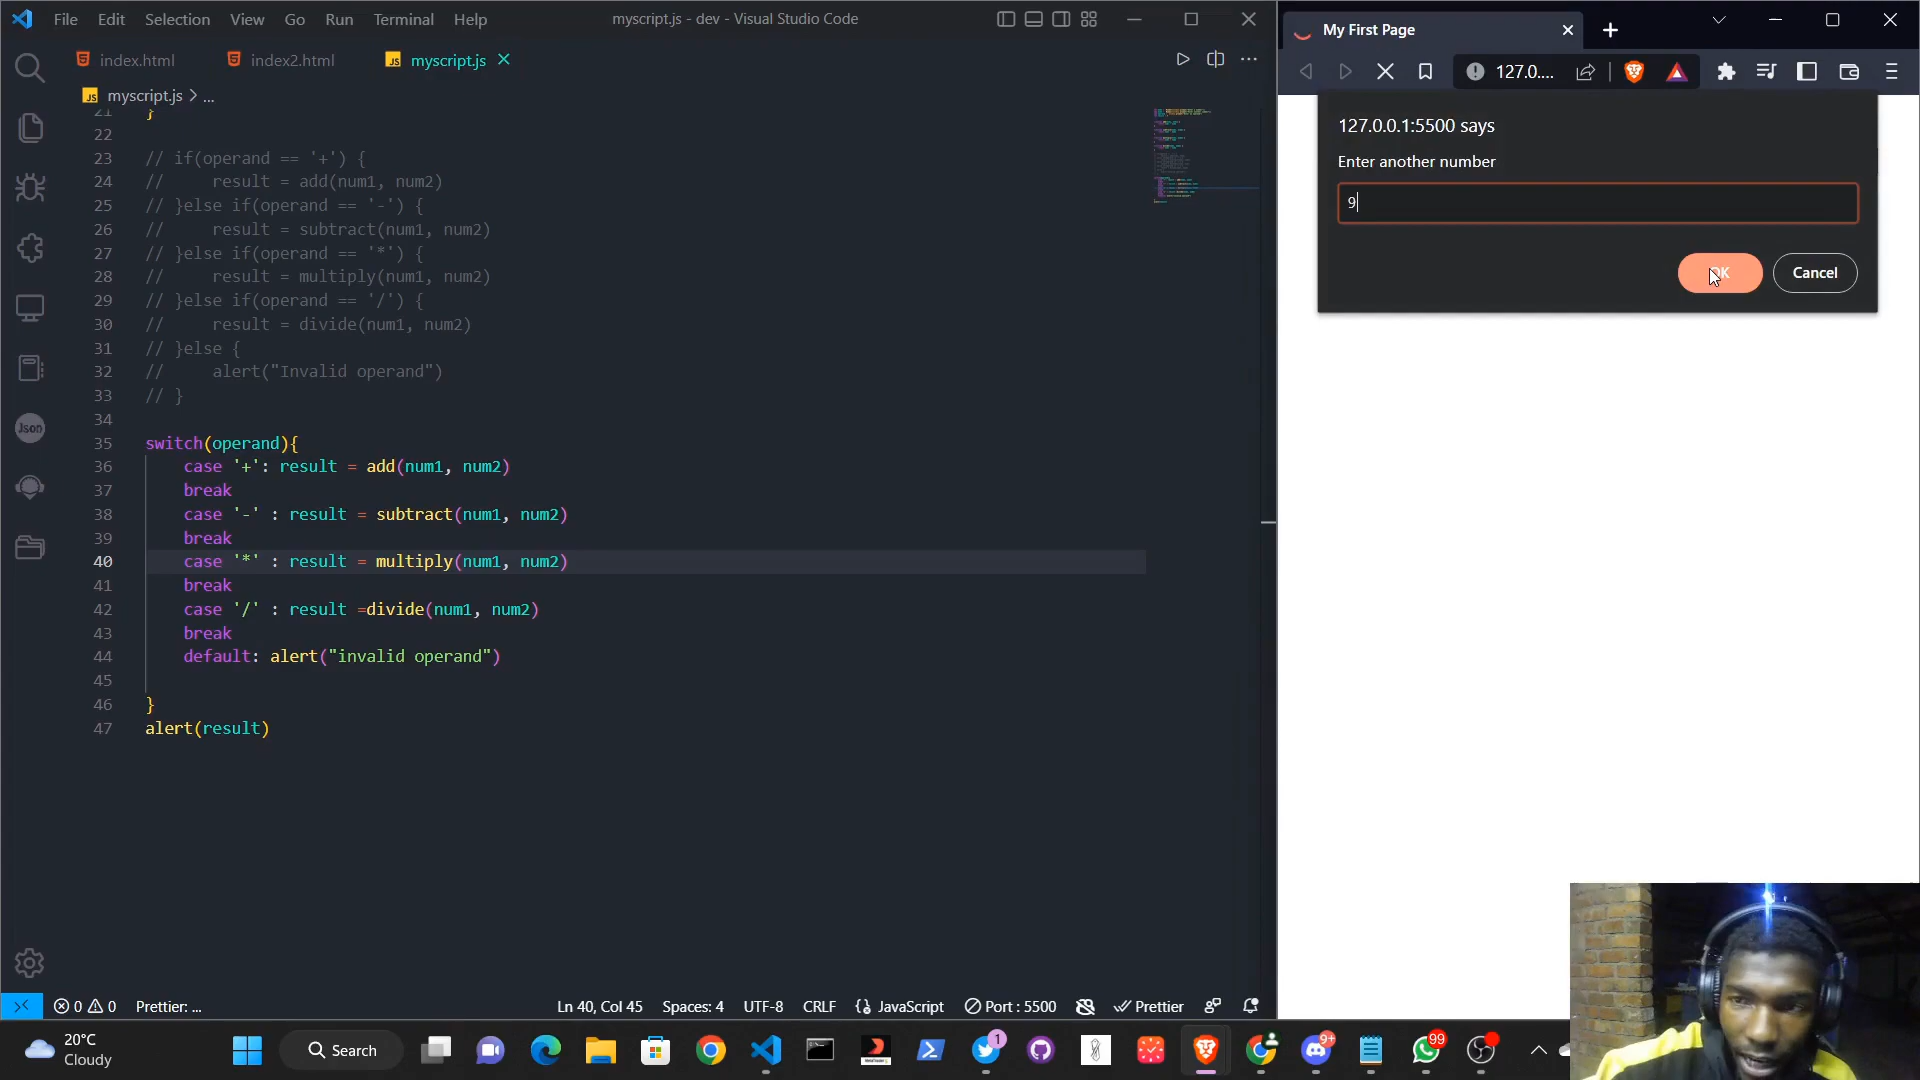 File Edit Selection View Go Run Terminal Help
myscript.js - dev - Visual Studio Code
index.html
index2.html
JS myscript.js
JS myscript.js > ...
21 }
22
23 // if(operand == '+') {
24 //     result = add(num1, num2)
25 // }else if(operand == '-') {
26 //     result = subtract(num1, num2)
27 // }else if(operand == '*') {
28 //     result = multiply(num1, num2)
29 // }else if(operand == '/') {
30 //     result = divide(num1, num2)
31 // }else {
32 //     alert("Invalid operand")
33 // }
34
35 switch(operand){
36     case '+': result = add(num1, num2)
37     break
38     case '-' : result = subtract(num1, num2)
39     break
40     case '*' : result = multiply(num1, num2)
41     break
42     case '/' : result =divide(num1, num2)
43     break
44     default: alert("invalid operand")
45
46 }
47 alert(result)
Json
0 0 Prettier: ...
Ln 40, Col 45 Spaces: 4 UTF-8 CRLF {} JavaScript Port : 5500 Prettier
My First Page
127.0....
127.0.0.1:5500 says
Enter another number
9
OK Cancel
20°C
Cloudy
Search
1
9+
99